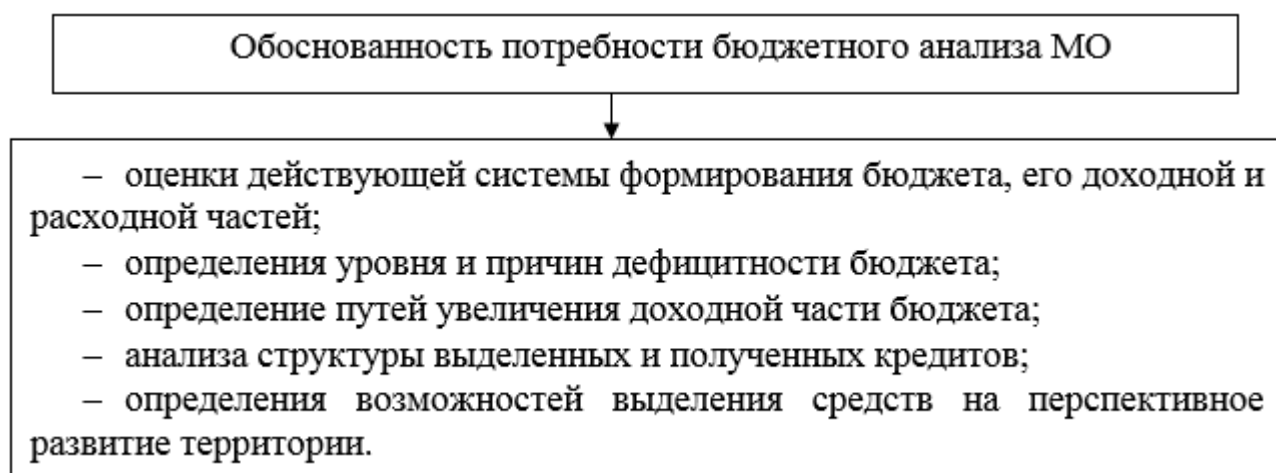 Обоснованность потребности бюджетного анализа МО
– оценки действующей системы формирования бюджета, его доходной и
расходной частей;
– определения уровня и причин дефицитности бюджета;
– определение путей увеличения доходной части бюджета;
– анализа структуры выделенных и полученных кредитов;
– определения возможностей выделения средств на перспективное
развитие территории.